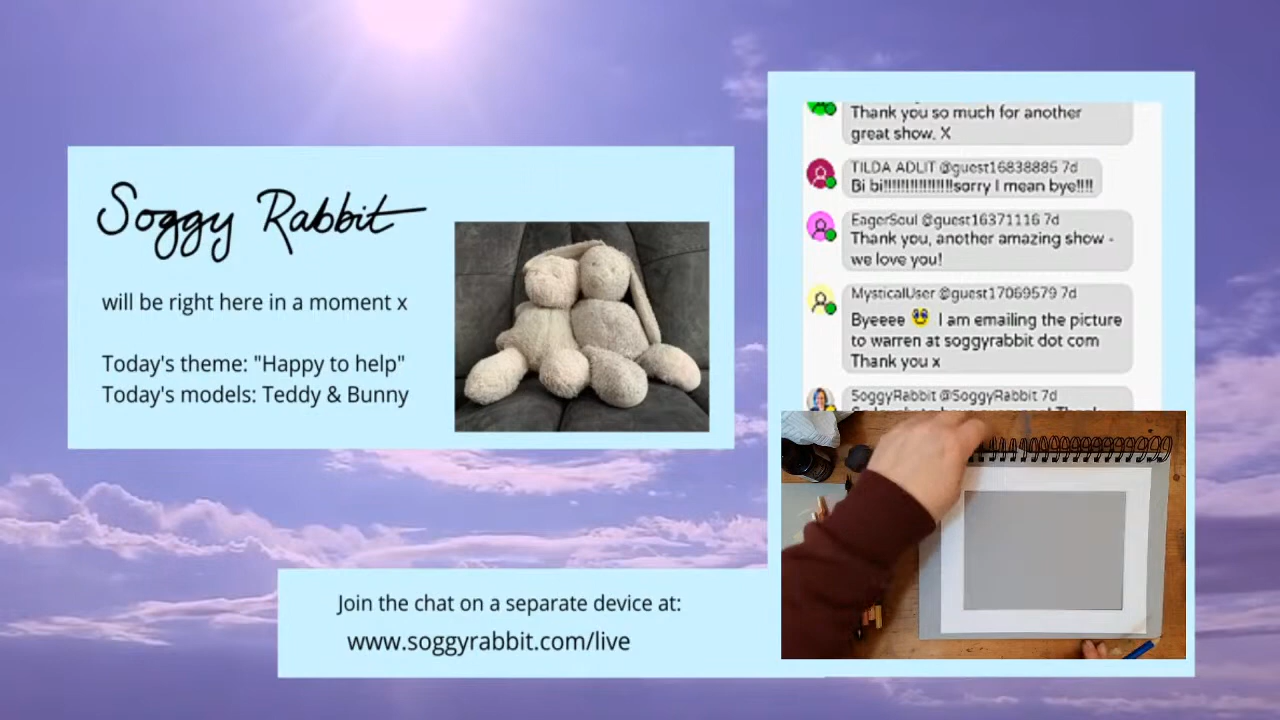 Soggy Rabbit
will be right here in a moment x
Today's theme: "Happy to help"
Today's models: Teddy & Bunny
Thank you so much for another
great show. X
TILDA ADLIT @guest16838885 7d
Bi bi!!!!!!!!!!!!!!!!!sorry I mean bye!!!!
EagerSoul @guest16371116 7d
Thank you, another amazing show -
we love you!
MysticalUser @guest17069579 7d
Byeeee 🤩 I am emailing the picture
to warren at soggyrabbit dot com
Thank you x
SoggyRabbit @SoggyRabbit 7d
Join the chat on a separate device at:
www.soggyrabbit.com/live